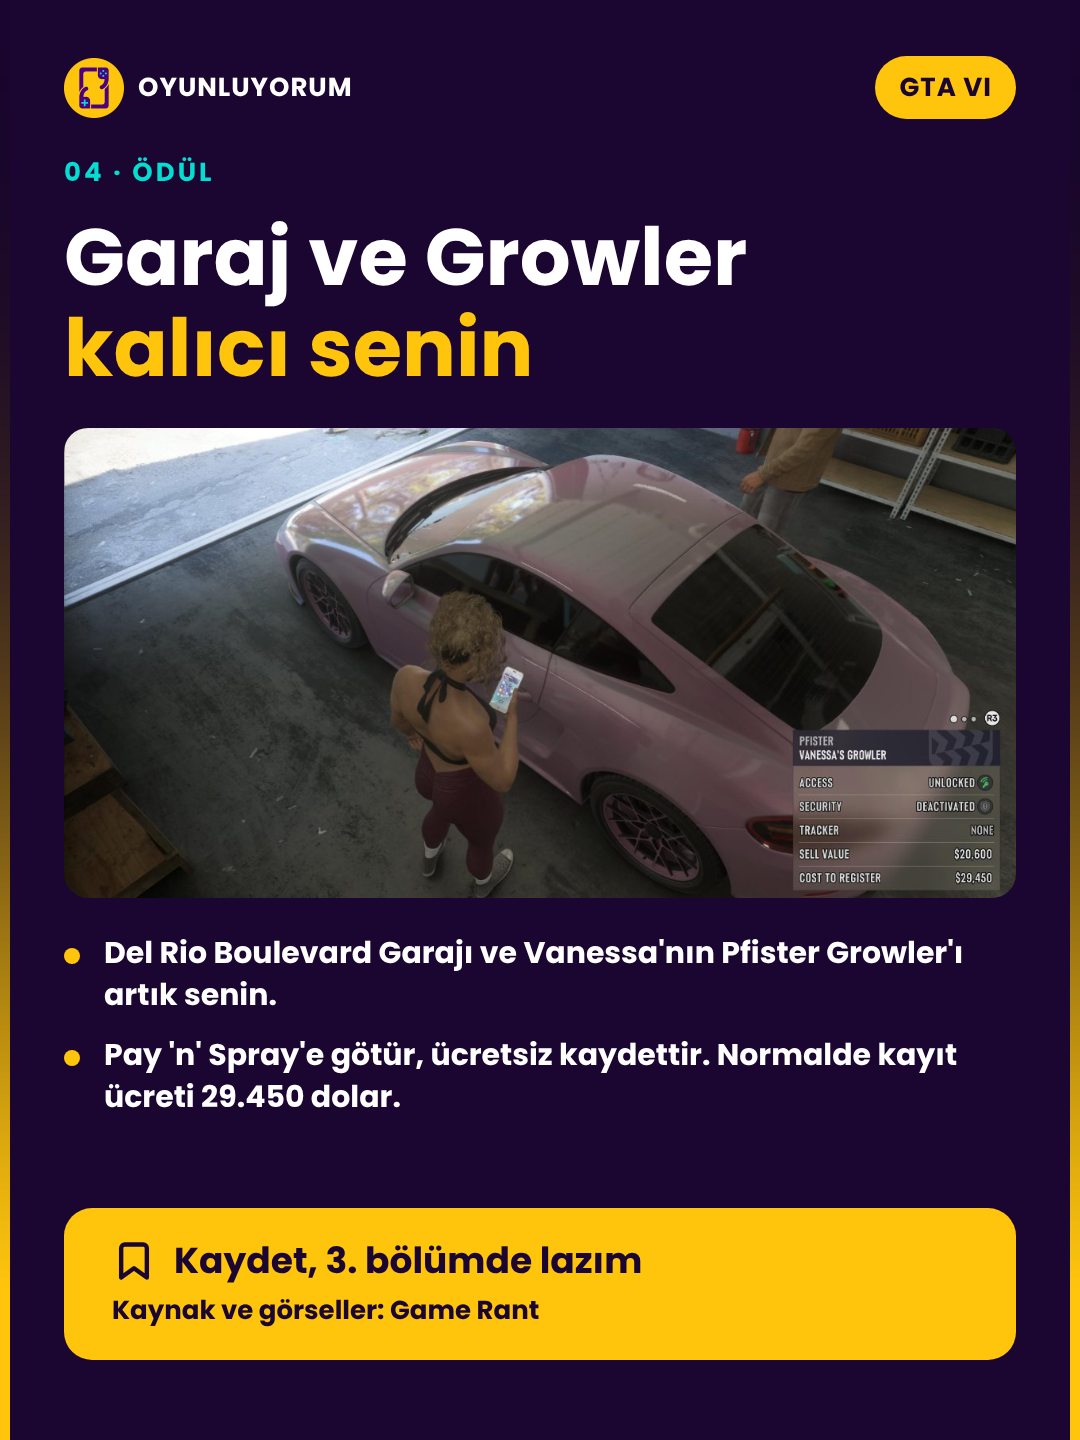 OYUNLUYORUM
GTA VI
04 · ÖDÜL
Garaj ve Growler
kalıcı senin
R3
PFISTER
VANESSA'S GROWLER
ACCESS UNLOCKED
SECURITY DEACTIVATED
TRACKER NONE
SELL VALUE $20,600
COST TO REGISTER $29,450
Del Rio Boulevard Garajı ve Vanessa'nın Pfister Growler'ı
artık senin.
Pay 'n' Spray'e götür, ücretsiz kaydettir. Normalde kayıt
ücreti 29.450 dolar.
Kaydet, 3. bölümde lazım
Kaynak ve görseller: Game Rant